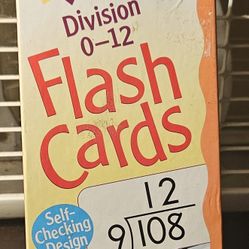 Division
0–12
Flash
Cards
Self-
Checking
Design
12
9)108